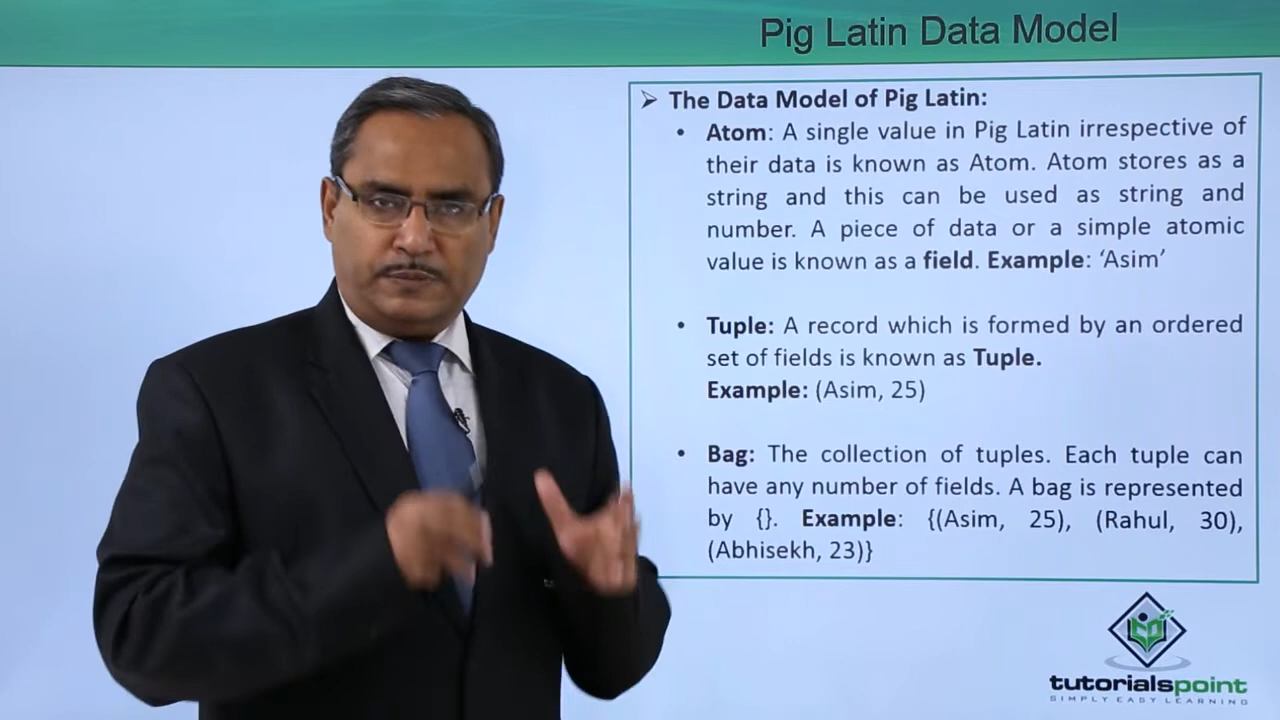 Pig Latin Data Model
➢ The Data Model of Pig Latin:
• Atom: A single value in Pig Latin irrespective of
their data is known as Atom. Atom stores as a
string and this can be used as string and
number. A piece of data or a simple atomic
value is known as a field. Example: ‘Asim’
• Tuple: A record which is formed by an ordered
set of fields is known as Tuple.
Example: (Asim, 25)
• Bag: The collection of tuples. Each tuple can
have any number of fields. A bag is represented
by {}. Example: {(Asim, 25), (Rahul, 30),
(Abhisekh, 23)}
tutorialspoint
SIMPLY EASY LEARNING